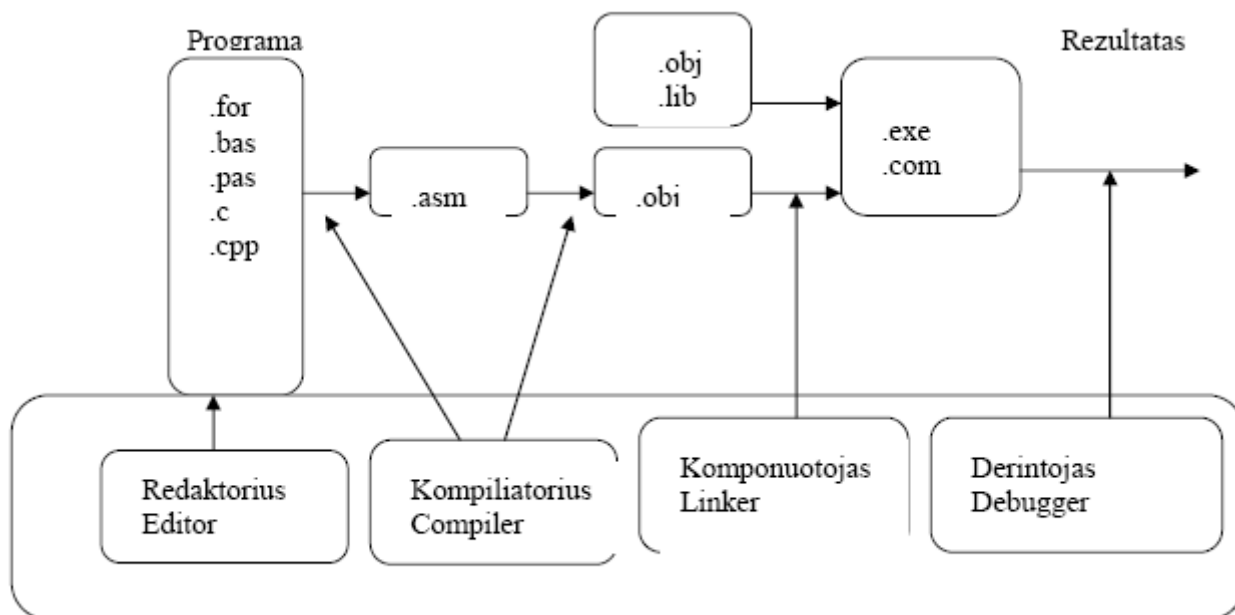 Programa
.for
.bas
.pas
.c
.cpp
.asm
.obj
.lib
.obi
.exe
.com
Rezultatas
Redaktorius
Editor
Kompiliatorius
Compiler
Komponuotojas
Linker
Derintojas
Debugger